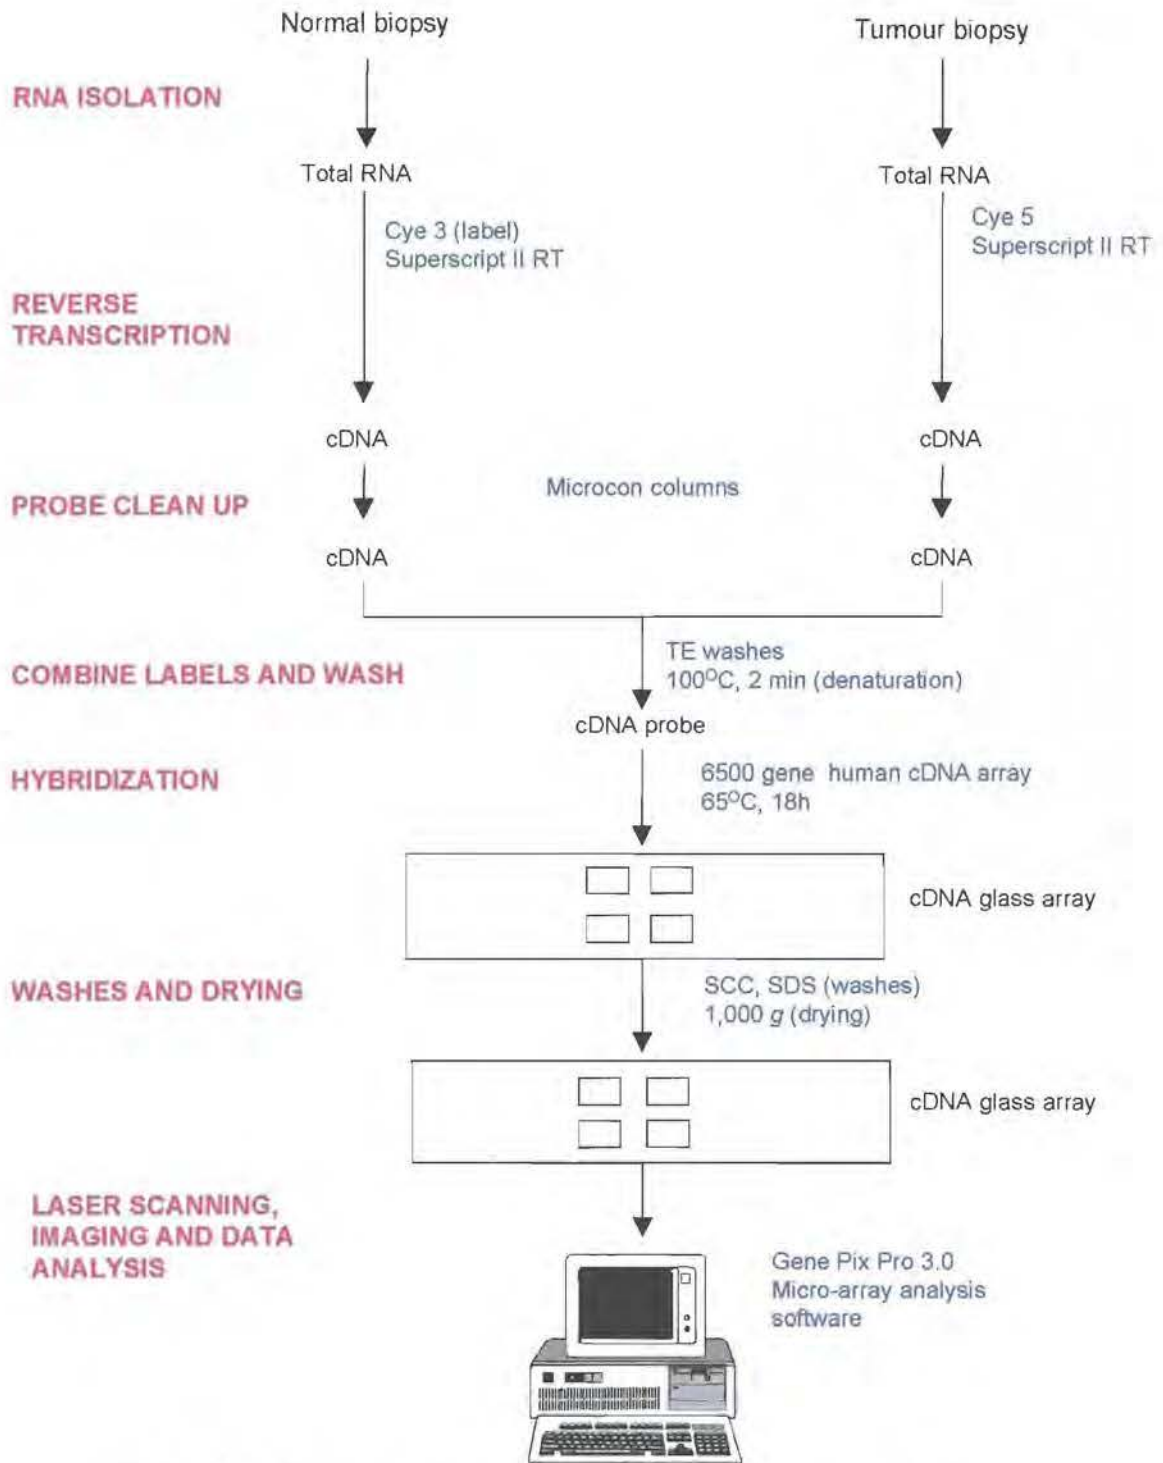 Normal biopsy
Tumour biopsy
RNA ISOLATION
Total RNA
Total RNA
Cye 3 (label)
Superscript II RT
Cye 5
Superscript II RT
REVERSE
TRANSCRIPTION
cDNA
cDNA
Microcon columns
PROBE CLEAN UP
cDNA
cDNA
COMBINE LABELS AND WASH
TE washes
100ºC, 2 min (denaturation)
cDNA probe
HYBRIDIZATION
6500 gene human cDNA array
65ºC, 18h
cDNA glass array
WASHES AND DRYING
SCC, SDS (washes)
1,000 g (drying)
cDNA glass array
LASER SCANNING,
IMAGING AND DATA
ANALYSIS
Gene Pix Pro 3.0
Micro-array analysis
software